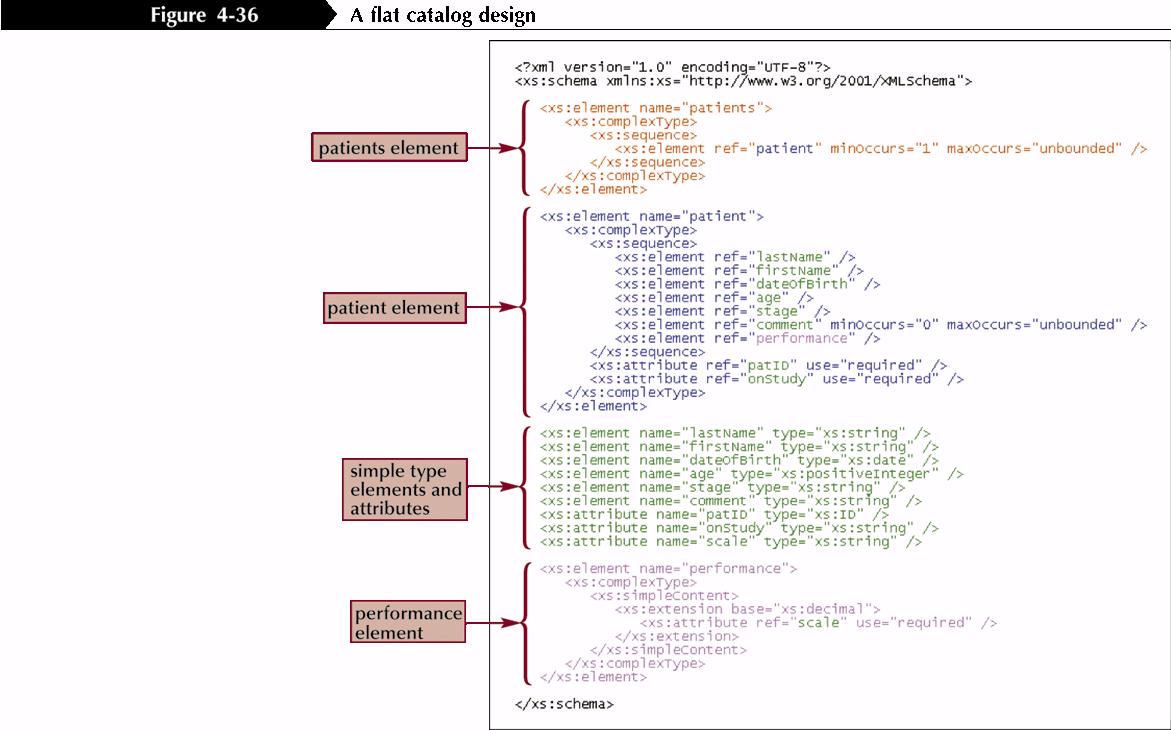 Figure 4-36 A flat catalog design
<?xml version="1.0" encoding="UTF-8"?>
<xs:schema xmlns:xs="http://www.w3.org/2001/XMLSchema">
patients element
<xs:element name="patients">
<xs:complexType>
<xs:sequence>
<xs:element ref="patient" minOccurs="1" maxOccurs="unbounded" />
</xs:sequence>
</xs:complexType>
</xs:element>
patient element
<xs:element name="patient">
<xs:complexType>
<xs:sequence>
<xs:element ref="lastName" />
<xs:element ref="firstName" />
<xs:element ref="dateOfBirth" />
<xs:element ref="age" />
<xs:element ref="stage" />
<xs:element ref="comment" minOccurs="0" maxOccurs="unbounded" />
<xs:element ref="performance" />
</xs:sequence>
<xs:attribute ref="patID" use="required" />
<xs:attribute ref="onStudy" use="required" />
</xs:complexType>
</xs:element>
simple type
elements and
attributes
<xs:element name="lastName" type="xs:string" />
<xs:element name="firstName" type="xs:string" />
<xs:element name="dateOfBirth" type="xs:date" />
<xs:element name="age" type="xs:positiveInteger" />
<xs:element name="stage" type="xs:string" />
<xs:element name="comment" type="xs:string" />
<xs:attribute name="patID" type="xs:ID" />
<xs:attribute name="onStudy" type="xs:string" />
<xs:attribute name="scale" type="xs:string" />
performance
element
<xs:element name="performance">
<xs:complexType>
<xs:simpleContent>
<xs:extension base="xs:decimal">
<xs:attribute ref="scale" use="required" />
</xs:extension>
</xs:simpleContent>
</xs:complexType>
</xs:element>
</xs:schema>